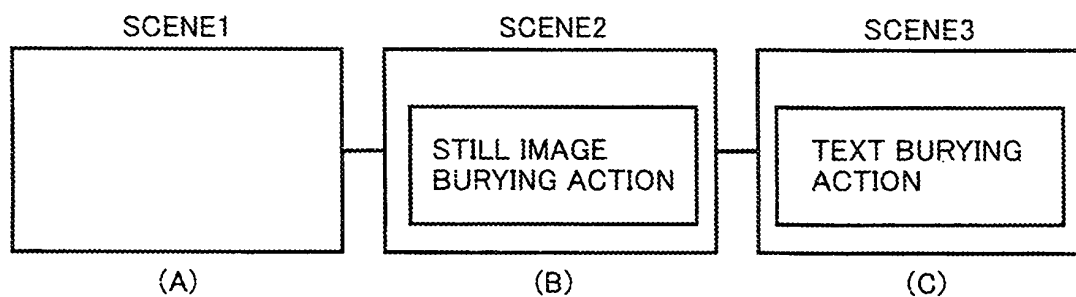 SCENE1
SCENE2
SCENE3
STILL IMAGE
BURYING ACTION
TEXT BURYING
ACTION
(A)
(B)
(C)